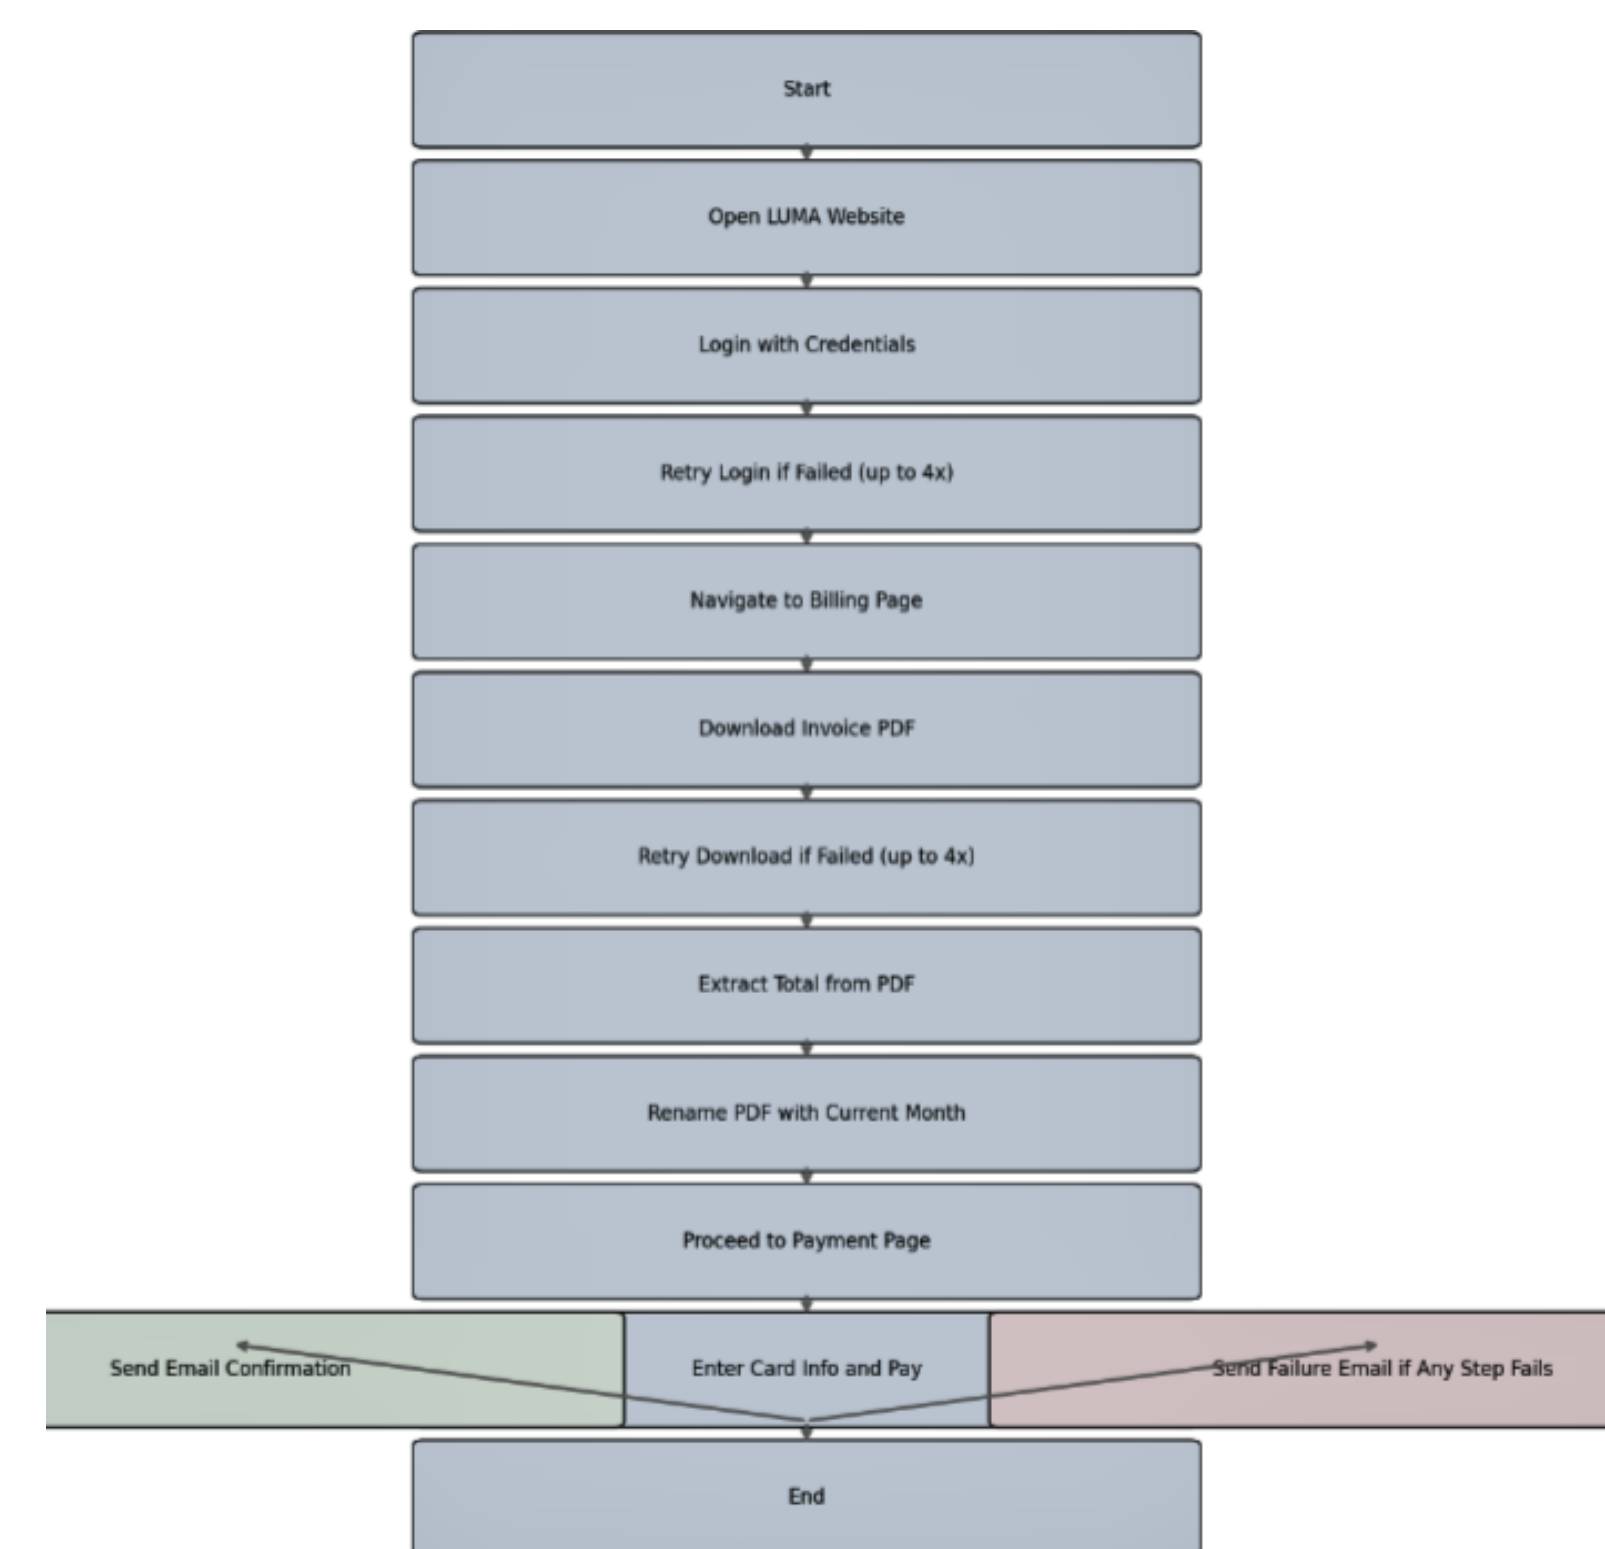 Start
Open LUMA Website
Login with Credentials
Retry Login if Failed (up to 4x)
Navigate to Billing Page
Download Invoice PDF
Retry Download if Failed (up to 4x)
Extract Total from PDF
Rename PDF with Current Month
Proceed to Payment Page
Send Email Confirmation
Enter Card Info and Pay
Send Failure Email if Any Step Fails
End